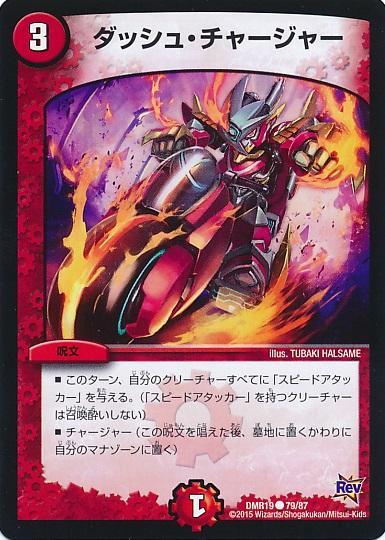 3
ダッシュ・チャージャー
呪文
illus. TUBAKI HALSAME
■ このターン、自分のクリーチャーすべてに「スピードアタッ
カー」を与える。(「スピードアタッカー」を持つクリーチャー
は召喚酔いしない)
■ チャージャー(この呪文を唱えた後、墓地に置くかわりに
自分のマナゾーンに置く)
1
Rev
DMR19 ● 79/87
©2015 Wizards/Shogakukan/Mitsui-Kids